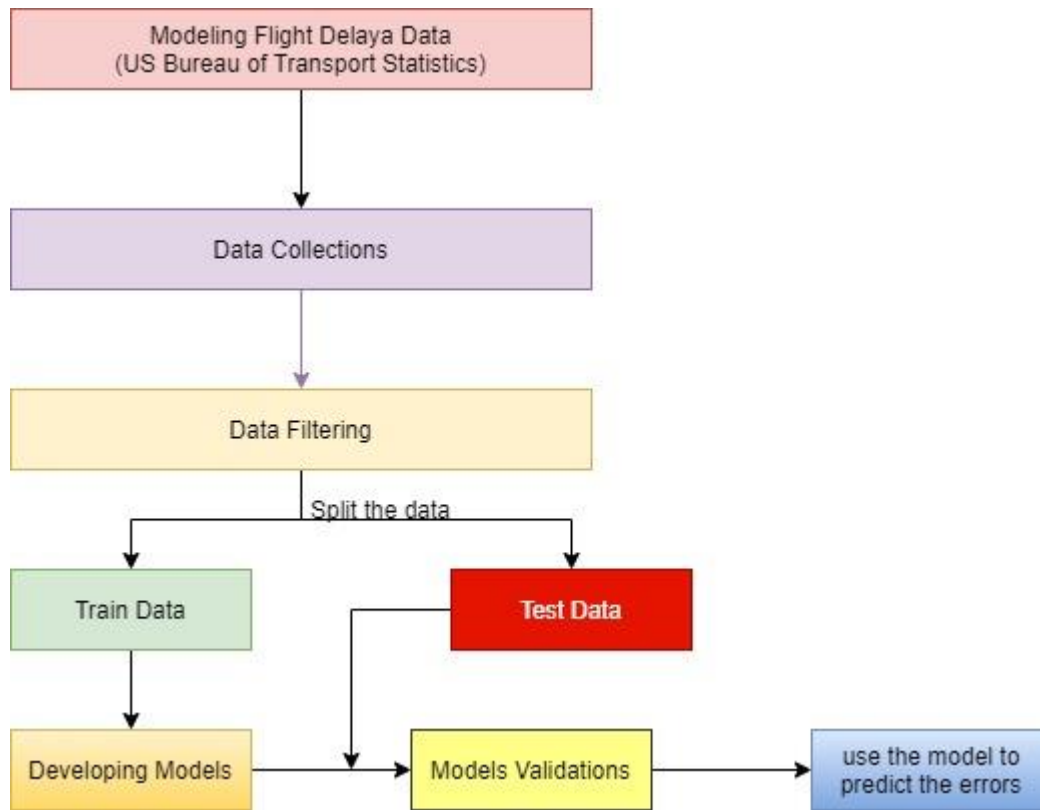 Modeling Flight Delaya Data
(US Bureau of Transport Statistics)
Data Collections
Data Filtering
Split the data
Train Data
Test Data
Developing Models
Models Validations
use the model to
predict the errors